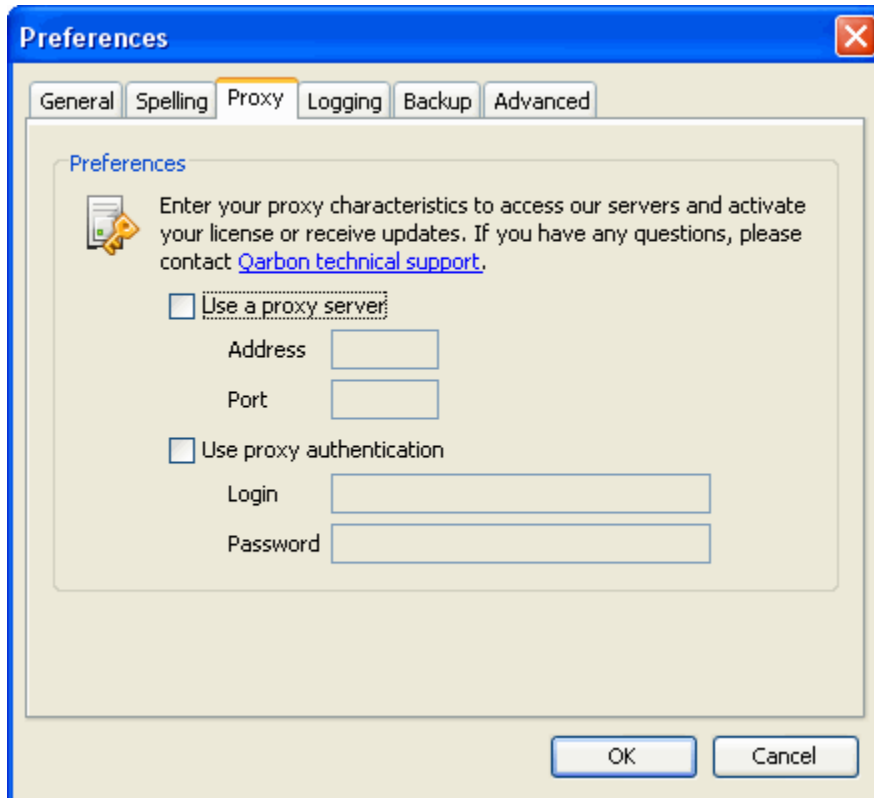 Preferences
General Spelling Proxy Logging Backup Advanced
Preferences
Enter your proxy characteristics to access our servers and activate
your license or receive updates. If you have any questions, please
contact Qarbon technical support.
Use a proxy server
Address
Port
Use proxy authentication
Login
Password
OK Cancel